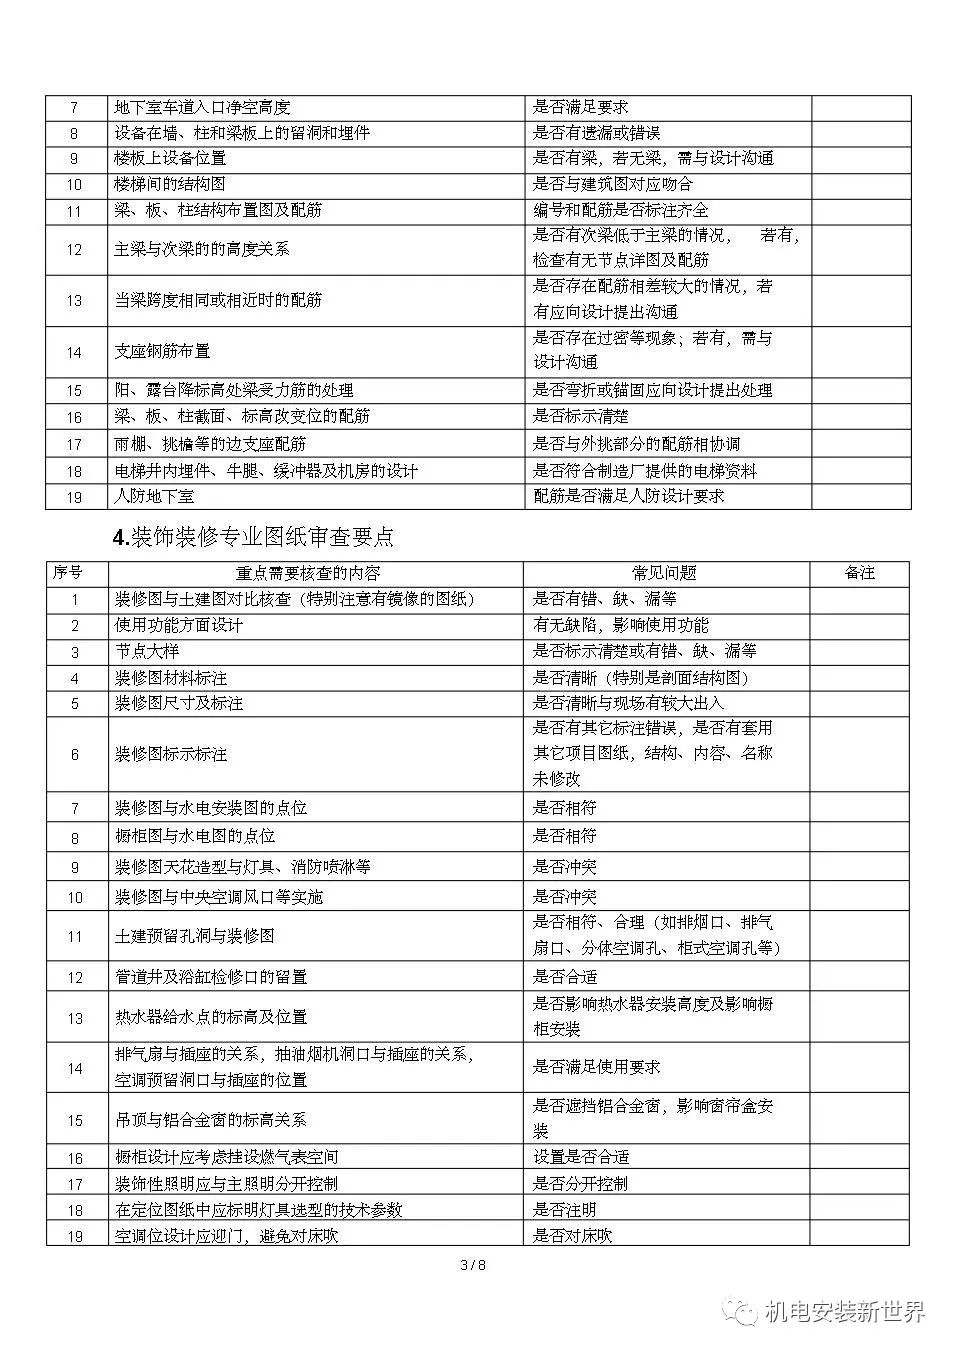 7 地下室车道入口净空高度 是否满足要求
8 设备在墙、柱和梁板上的留洞和埋件 是否有遗漏或错误
9 楼板上设备位置 是否有梁，若无梁，需与设计沟通
10 楼梯间的结构图 是否与建筑图对应吻合
11 梁、板、柱结构布置图及配筋 编号和配筋是否标注齐全
12 主梁与次梁的的高度关系 是否有次梁低于主梁的情况， 若有，
检查有无节点详图及配筋
13 当梁跨度相同或相近时的配筋 是否存在配筋相差较大的情况，若
有应向设计提出沟通
14 支座钢筋布置 是否存在过密等现象；若有，需与
设计沟通
15 阳、露台降标高处梁受力筋的处理 是否弯折或锚固应向设计提出处理
16 梁、板、柱截面、标高改变位的配筋 是否标示清楚
17 雨棚、挑檐等的边支座配筋 是否与外挑部分的配筋相协调
18 电梯井内埋件、牛腿、缓冲器及机房的设计 是否符合制造厂提供的电梯资料
19 人防地下室 配筋是否满足人防设计要求
4.装饰装修专业图纸审查要点
序号 重点需要核查的内容 常见问题 备注
1 装修图与土建图对比核查（特别注意有镜像的图纸） 是否有错、缺、漏等
2 使用功能方面设计 有无缺陷，影响使用功能
3 节点大样 是否标示清楚或有错、缺、漏等
4 装修图材料标注 是否清晰（特别是剖面结构图）
5 装修图尺寸及标注 是否清晰与现场有较大出入
6 装修图标示标注 是否有其它标注错误，是否有套用
其它项目图纸，结构、内容、名称
未修改
7 装修图与水电安装图的点位 是否相符
8 橱柜图与水电图的点位 是否相符
9 装修图天花造型与灯具、消防喷淋等 是否冲突
10 装修图与中央空调风口等实施 是否冲突
11 土建预留孔洞与装修图 是否相符、合理（如排烟口、排气
扇口、分体空调孔、柜式空调孔等）
12 管道井及浴缸检修口的留置 是否合适
13 热水器给水点的标高及位置 是否影响热水器安装高度及影响橱
柜安装
14 排气扇与插座的关系，抽油烟机洞口与插座的关系，
空调预留洞口与插座的位置 是否满足使用要求
15 吊顶与铝合金窗的标高关系 是否遮挡铝合金窗，影响窗帘盒安
装
16 橱柜设计应考虑挂设燃气表空间 设置是否合适
17 装饰性照明应与主照明分开控制 是否分开控制
18 在定位图纸中应标明灯具选型的技术参数 是否注明
19 空调位设计应迎门，避免对床吹 是否对床吹
3 / 8
机电安装新世界